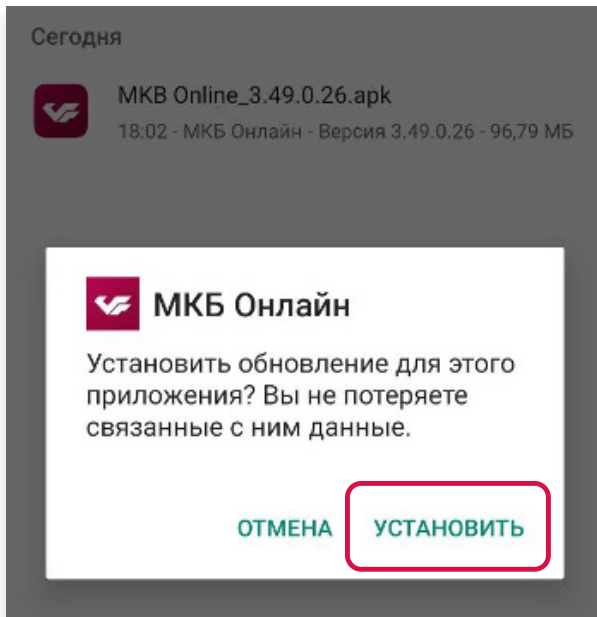 Сегодня
MKB Online_3.49.0.26.apk
18:02 - МКБ Онлайн - Версия 3.49.0.26 - 96,79 МБ
МКБ Онлайн
Установить обновление для этого
приложения? Вы не потеряете
связанные с ним данные.
ОТМЕНА УСТАНОВИТЬ